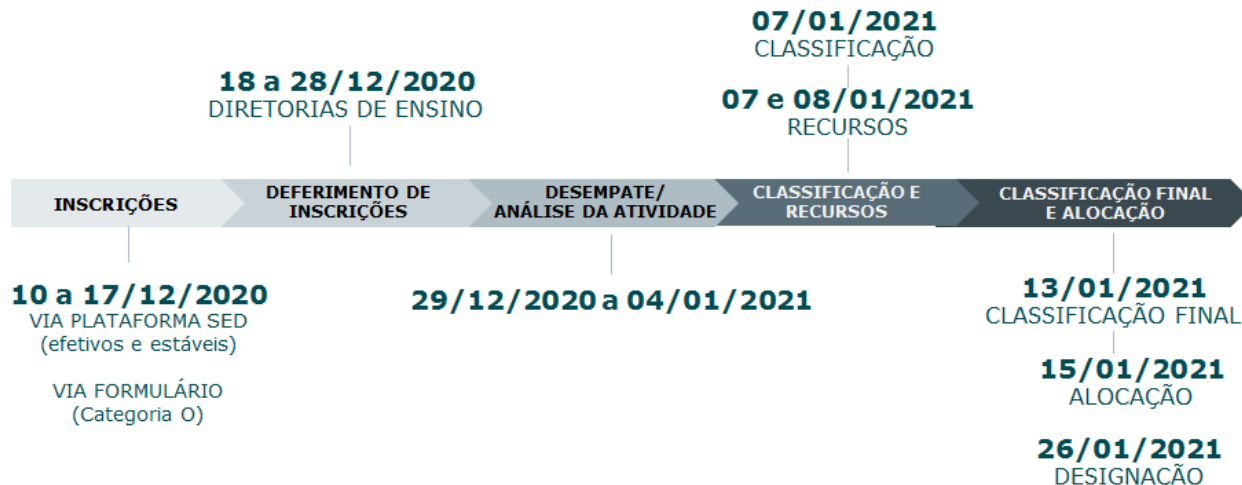 07/01/2021
CLASSIFICAÇÃO
18 a 28/12/2020
DIRETORIAS DE ENSINO
07 e 08/01/2021
RECURSOS
INSCRIÇÕES
DEFERIMENTO DE
INSCRIÇÕES
DESEMPATE/
ANÁLISE DA ATIVIDADE
CLASSIFICAÇÃO E
RECURSOS
CLASSIFICAÇÃO FINAL
E ALOCAÇÃO
10 a 17/12/2020
VIA PLATAFORMA SED
(efetivos e estáveis)
VIA FORMULÁRIO
(Categoria O)
29/12/2020 a 04/01/2021
13/01/2021
CLASSIFICAÇÃO FINAL
15/01/2021
ALOCAÇÃO
26/01/2021
DESIGNAÇÃO